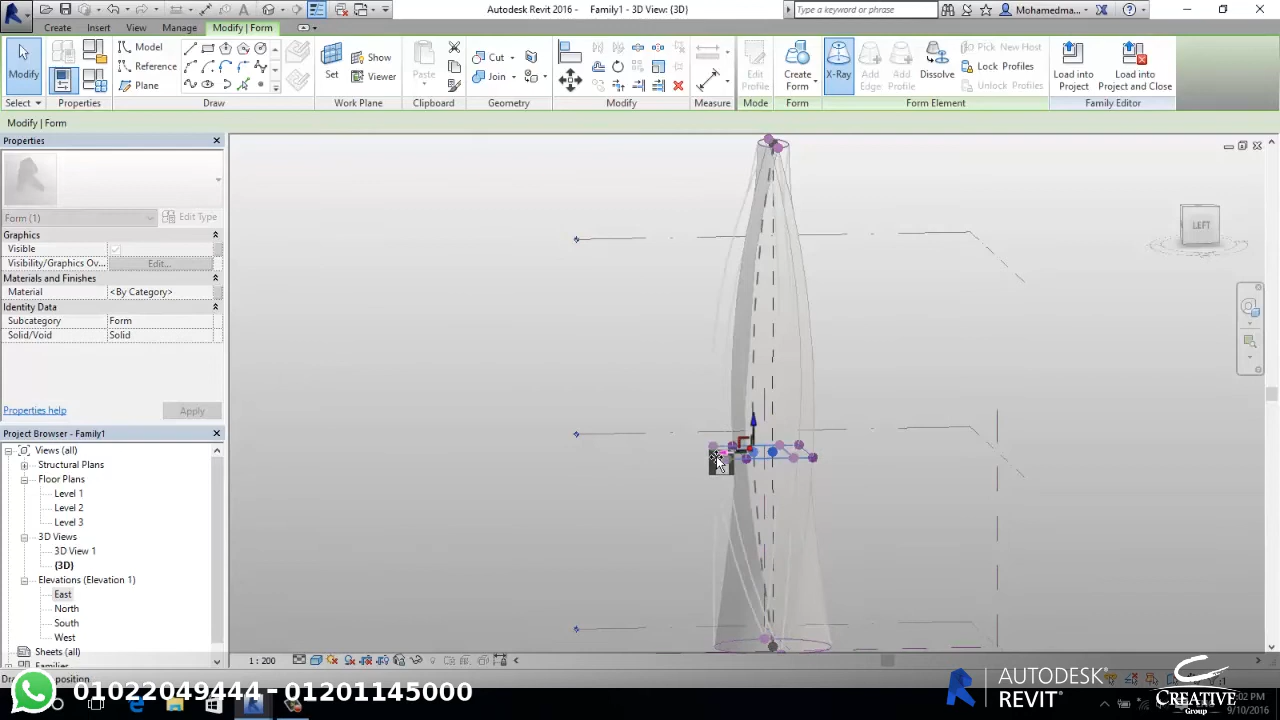 Autodesk Revit 2016 - Family1 - 3D View: {3D}
Type a keyword or phrase
Mohamedma...
Create
Insert
View
Manage
Modify | Form
Modify
Model
Reference
Plane
Set
Show
Viewer
Paste
Cut
Join
Edit Profile
Create Form
X-Ray
Add Edge
Add Profile
Dissolve
Pick New Host
Lock Profiles
Unlock Profiles
Load into Project
Load into Project and Close
Select
Properties
Draw
Work Plane
Clipboard
Geometry
Modify
Measure
Mode
Form
Form Element
Family Editor
Modify | Form
Properties
Form (1)
Edit Type
Graphics
Visible
Visibility/Graphics Ov...
Edit...
Materials and Finishes
Material
<By Category>
Identity Data
Subcategory
Form
Solid/Void
Solid
Properties help
Apply
Project Browser - Family1
Views (all)
Structural Plans
Floor Plans
Level 1
Level 2
Level 3
3D Views
3D View 1
{3D}
Elevations (Elevation 1)
East
North
South
West
Sheets (all)
Families
LEFT
1 : 200
01022049444 - 01201145000
AUTODESK
REVIT
CREATIVE
Group
9/10/2016